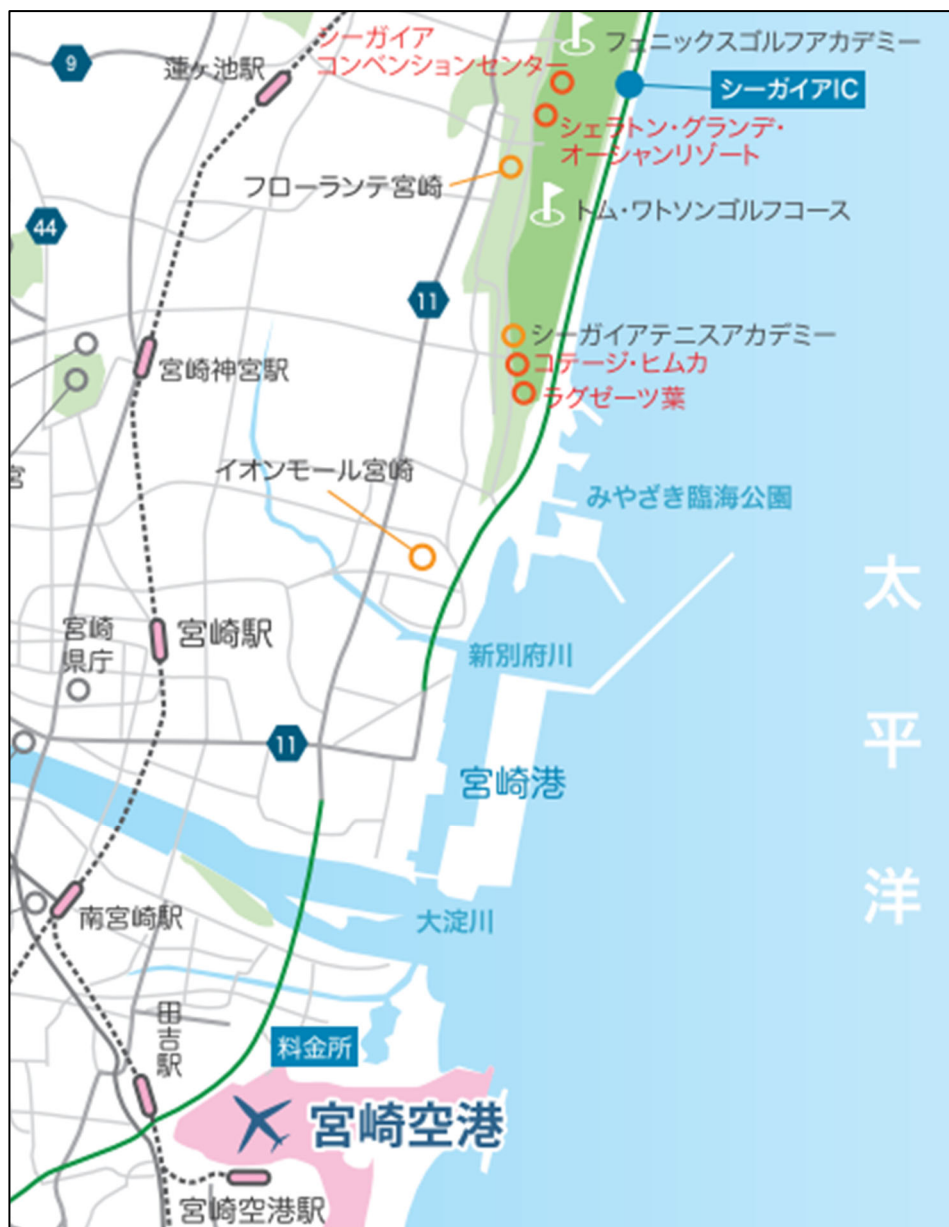 フェニックスゴルフアカデミー
シーガイア
コンベンションセンター
9
蓮ヶ池駅
シーガイアIC
シェラトン・グランデ・
オーシャンリゾート
フローランテ宮崎
トム・ワトソンゴルフコース
44
11
シーガイアテニスアカデミー
宮崎神宮駅
コテージ・ヒムカ
ラグゼーツ葉
イオンモール宮崎
宮
みやざき臨海公園
太平洋
宮崎
県庁
宮崎駅
新別府川
11
宮崎港
南宮崎駅
大淀川
田吉駅
料金所
宮崎空港
宮崎空港駅